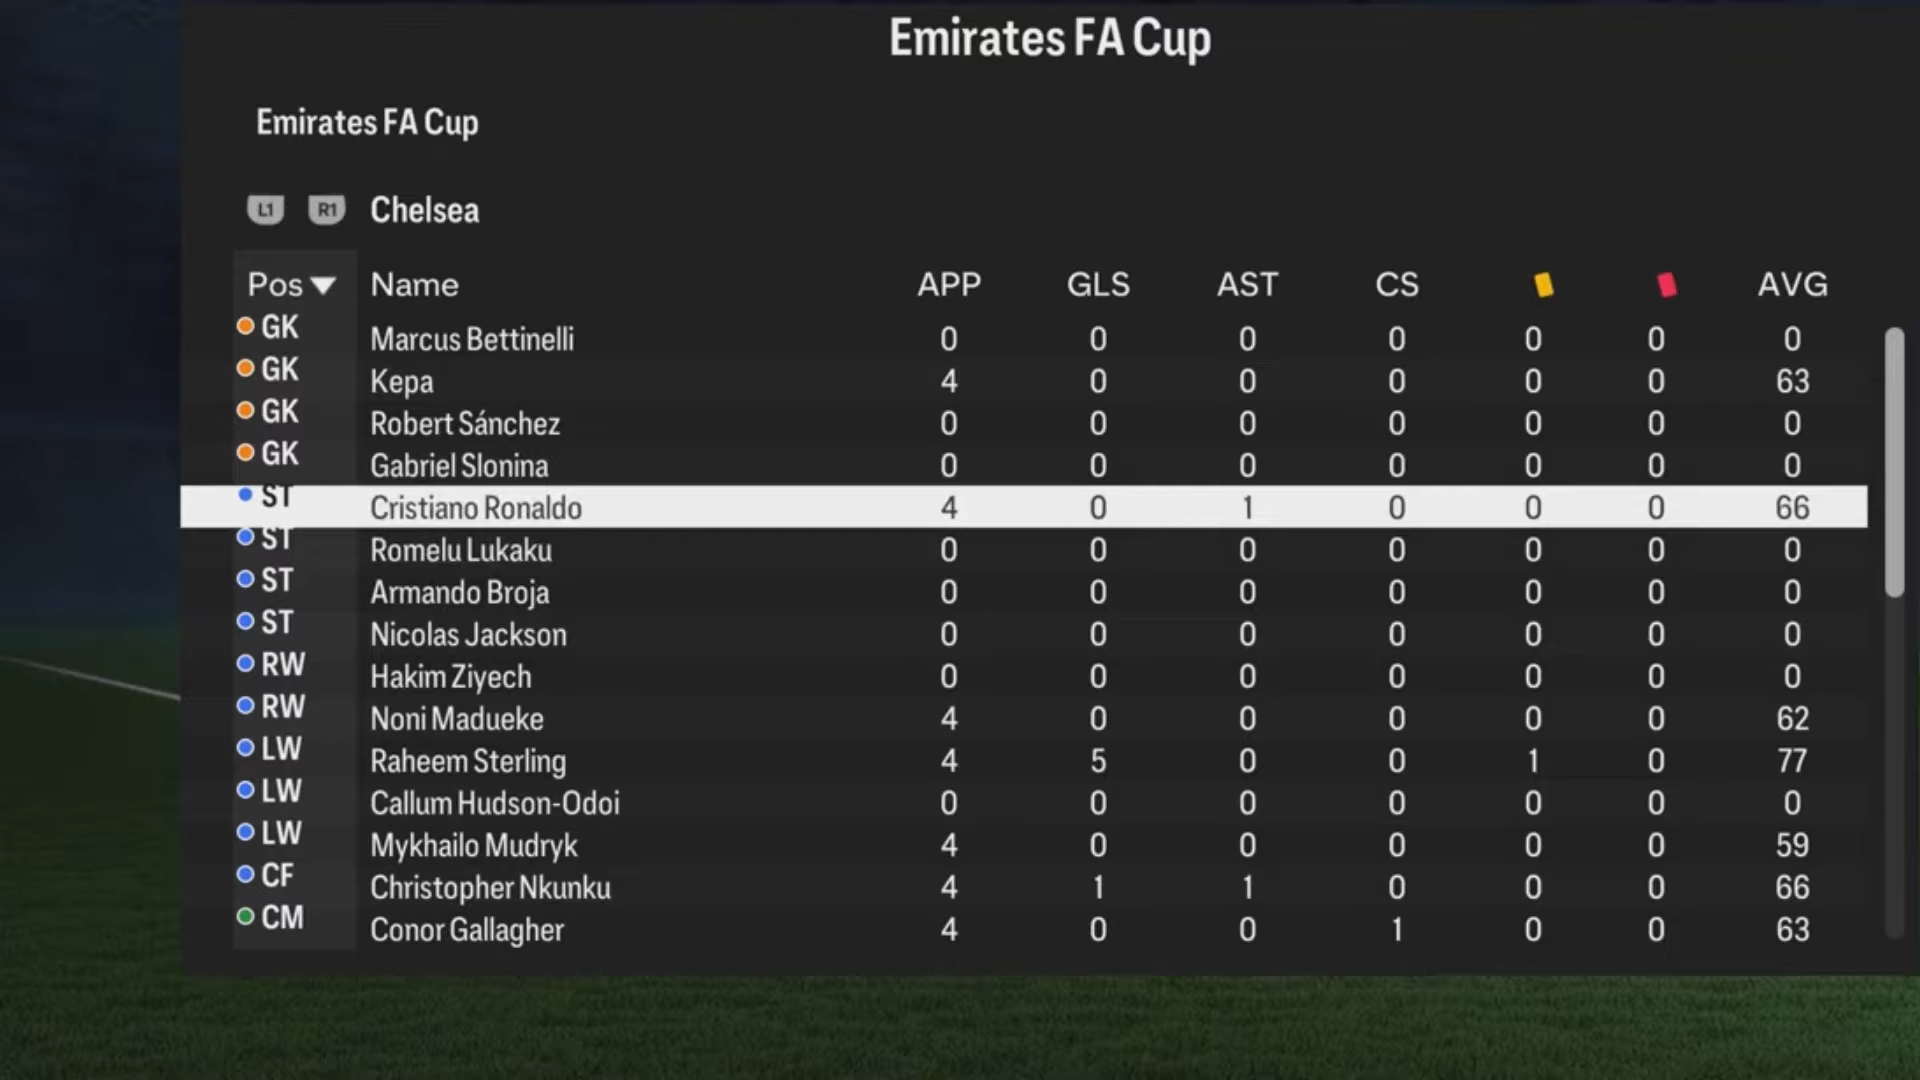 Emirates FA Cup
Emirates FA Cup
L1 R1 Chelsea
Pos Name APP GLS AST CS AVG
GK Marcus Bettinelli 0 0 0 0 0 0 0
GK Kepa 4 0 0 0 0 0 63
GK Robert Sánchez 0 0 0 0 0 0 0
GK Gabriel Slonina 0 0 0 0 0 0 0
ST Cristiano Ronaldo 4 0 1 0 0 0 66
ST Romelu Lukaku 0 0 0 0 0 0 0
ST Armando Broja 0 0 0 0 0 0 0
ST Nicolas Jackson 0 0 0 0 0 0 0
RW Hakim Ziyech 0 0 0 0 0 0 0
RW Noni Madueke 4 0 0 0 0 0 62
LW Raheem Sterling 4 5 0 0 1 0 77
LW Callum Hudson-Odoi 0 0 0 0 0 0 0
LW Mykhailo Mudryk 4 0 0 0 0 0 59
CF Christopher Nkunku 4 1 1 0 0 0 66
CM Conor Gallagher 4 0 0 1 0 0 63